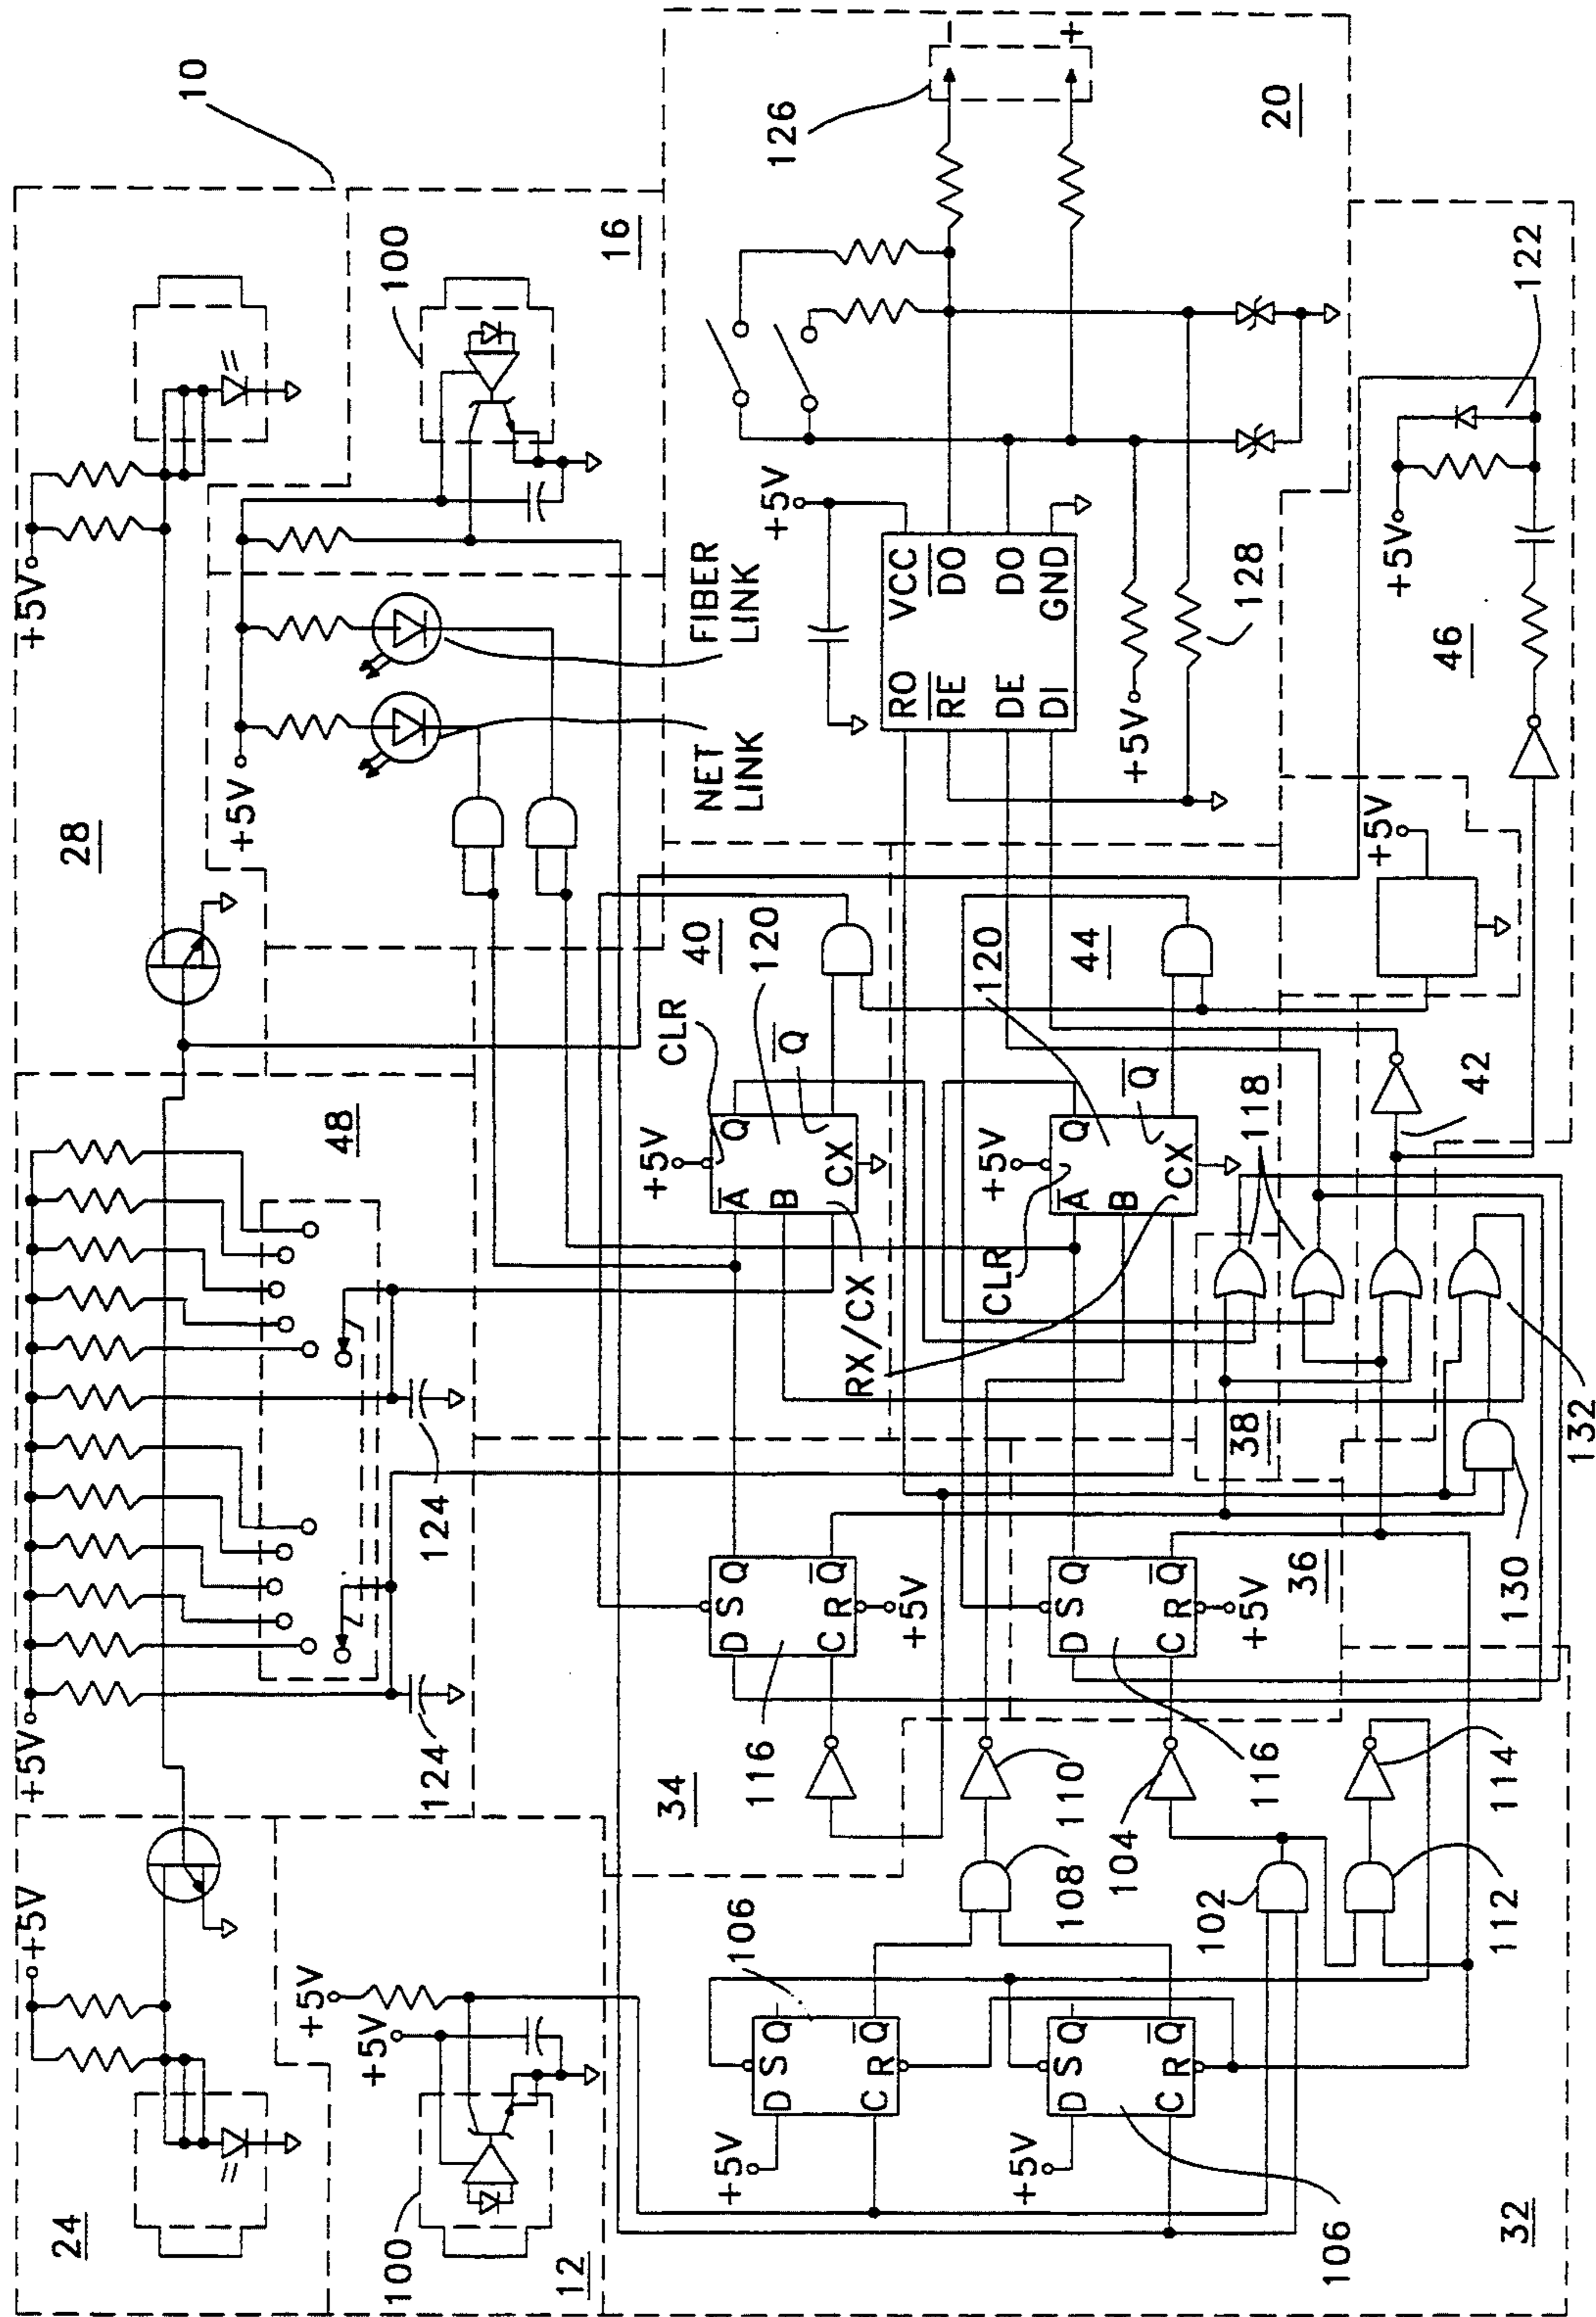 10
+5V
28
+5V
16
100
FIBER
LINK
NET
LINK
126
−
+
20
+5V
VCC
DO
DO
GND
RO
RE
DE
DI
+5V
128
122
+5V
46
+5V
48
+5V
124
124
40
120
CLR
+5V
Q
Q
A
B
CX
RX/CX
44
120
+5V
CLR
Q
Q
A
B
CX
118
42
38
132
130
36
S
Q
Q
D
C
R
+5V
116
34
S
Q
Q
D
C
R
+5V
116
110
104
114
108
102
112
24
+5V
+5V
+5V
100
12
106
S
Q
Q
D
C
R
+5V
S
Q
Q
D
C
R
+5V
106
32